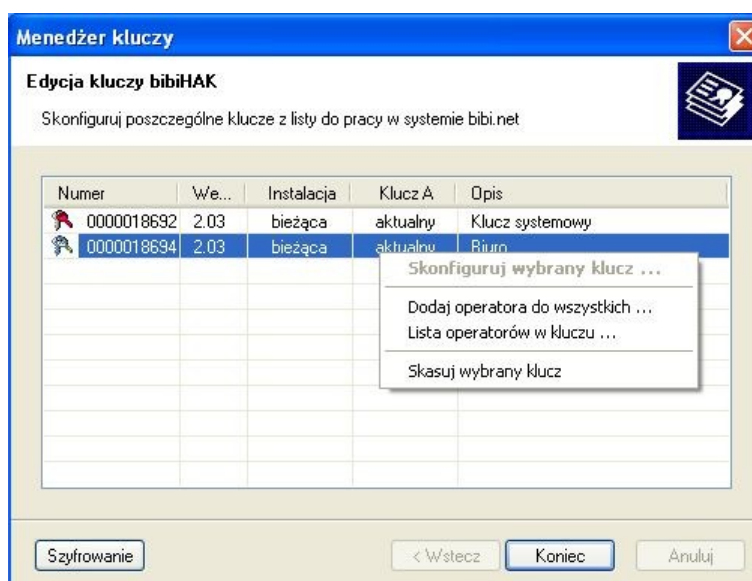 Menedżer kluczy
Edycja kluczy bibiHAK
Skonfiguruj poszczególne klucze z listy do pracy w systemie bibi.net
Numer We... Instalacja Klucz A Opis
0000018692 2.03 bieżąca aktualny Klucz systemowy
0000018694 2.03 bieżąca aktualny Biuro
Skonfiguruj wybrany klucz ...
Dodaj operatora do wszystkich ...
Lista operatorów w kluczu ...
Skasuj wybrany klucz
Szyfrowanie < Wstecz Koniec Anuluj